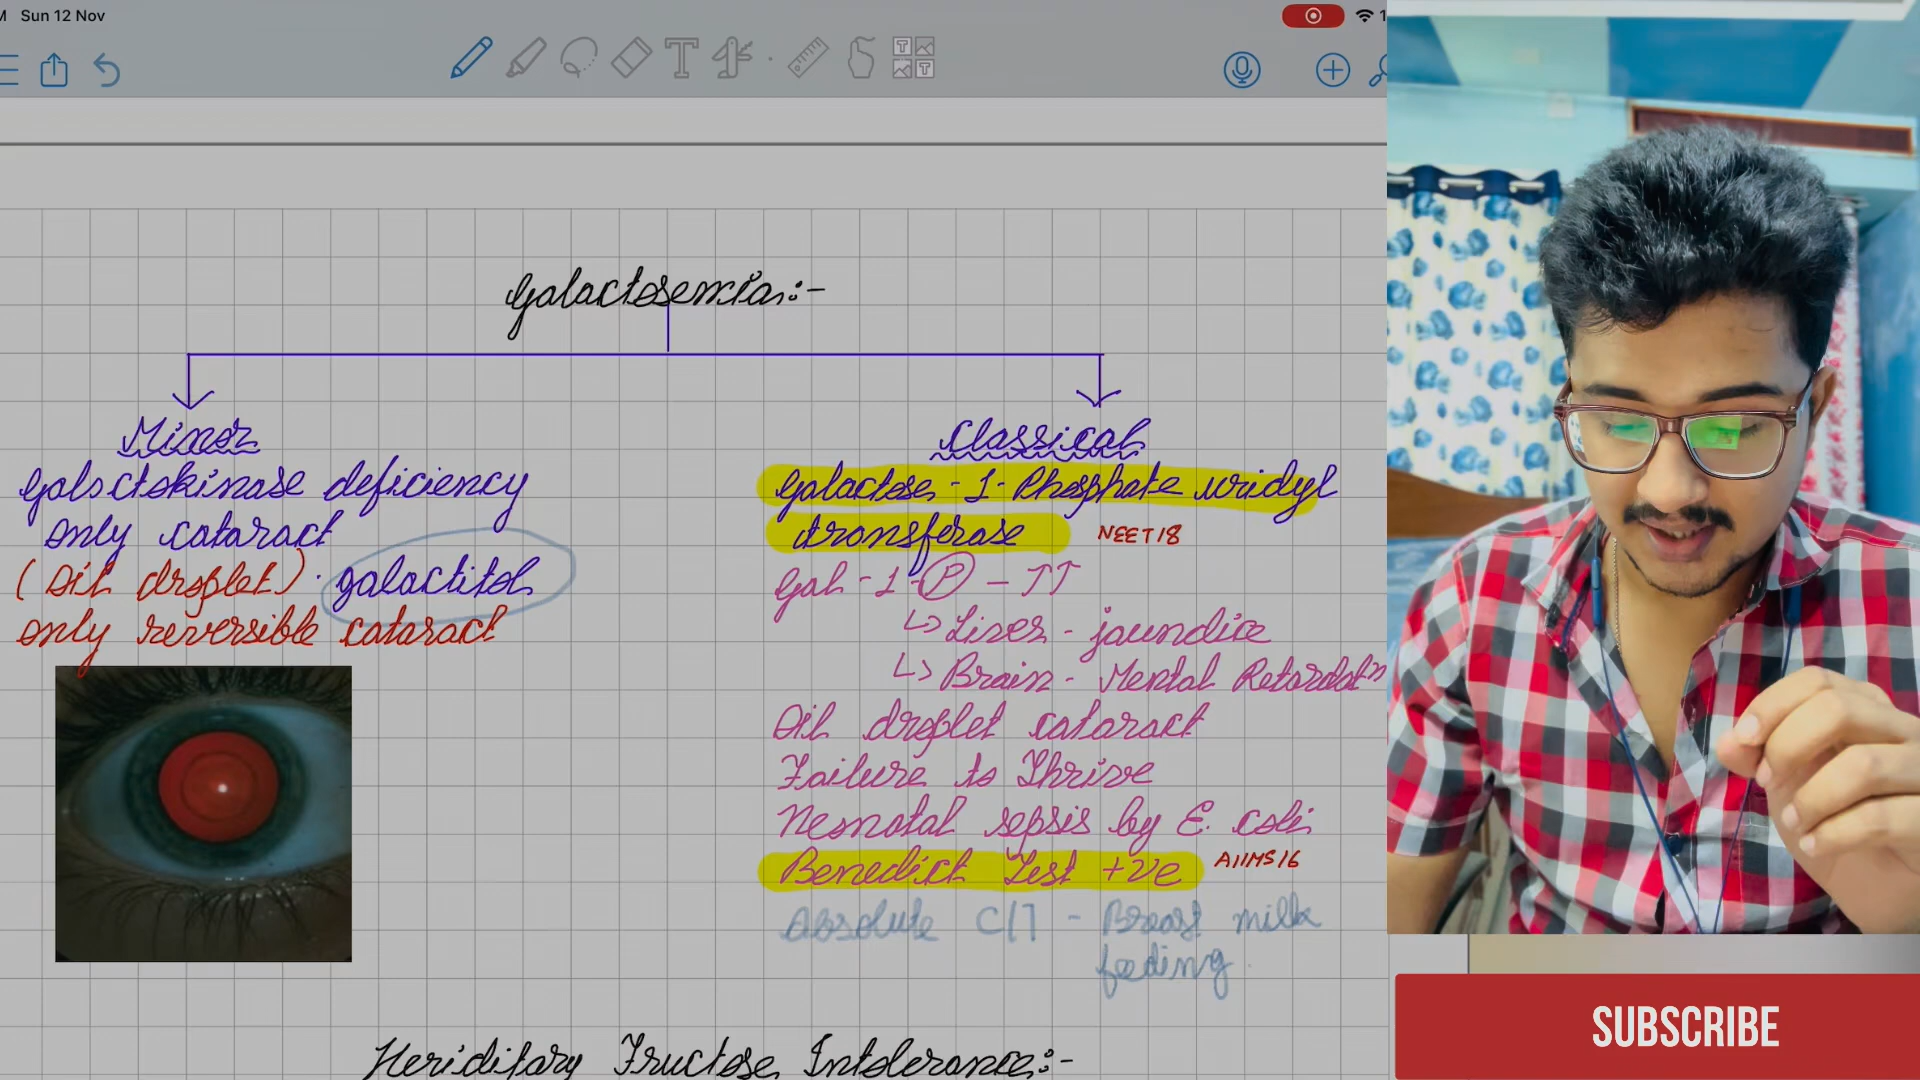 Sun 12 Nov
Galactosemia:-
Minor
Galactokinase deficiency
only cataract
(Oil droplet). galactitol
only reversible cataract
Classical
Galactose-1-Phosphate uridyl
transferase NEET18
Gal-1-P - ↑↑
↳ Liver - jaundice
↳ Brain - Mental Retardatn
Oil droplet cataract
Failure to Thrive
Neonatal sepsis by E. coli
Benedict Test +ve AIIMS16
Absolute C/I - Breast milk
feeding.
Heriditary Fructose Intolerance:-
SUBSCRIBE